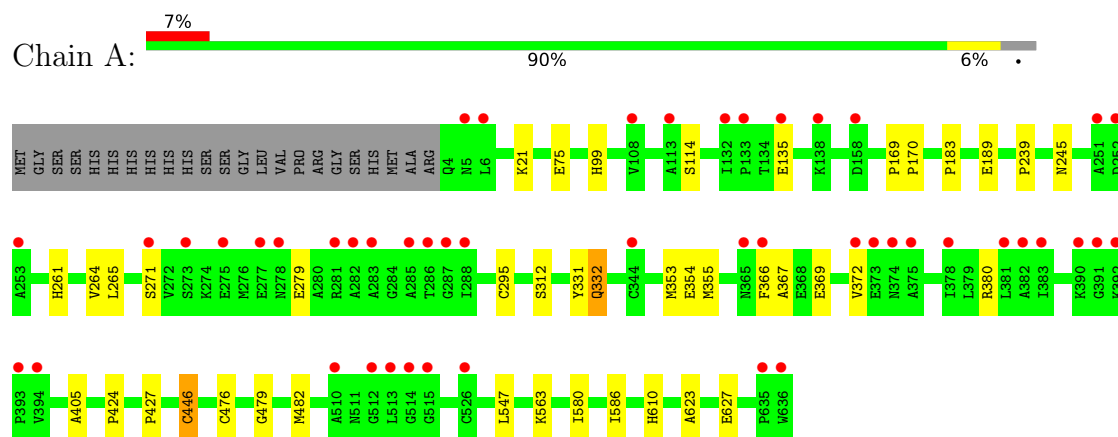 7%
Chain A:
90% 6% •
MET GLY SER SER HIS HIS HIS HIS HIS HIS SER SER GLY LEU VAL PRO ARG GLY SER HIS MET ALA ARG Q4 N5 L6 K21 E75 H99 V108 A113 S114 I132 P133 T134 E135 K138 D158 P169 P170 P183 E189 P239 N245 A251 D252
A253 H261 V264 L265 S271 V272 S273 K274 E275 M276 E277 N278 E279 A280 R281 A282 A283 G284 A285 T286 G287 I288 C295 S312 Y331 Q332 C344 M353 E354 M355 N365 F366 A367 E368 E369 V372 E373 N374 A375 I378 L379 R380 L381 A382 I383 K390 G391 K392
P393 V394 A405 P424 P427 C446 C476 G479 M482 A510 N511 G512 L513 G514 G515 C526 L547 K563 I580 I586 H610 A623 E627 P635 W636